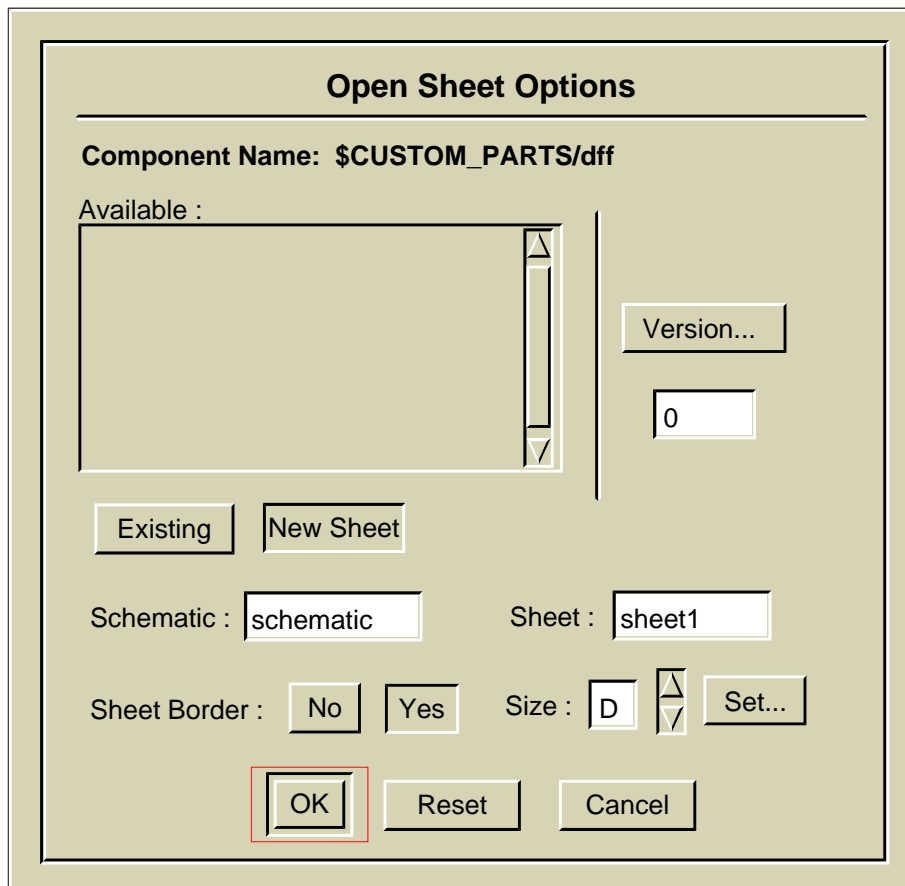 Open Sheet Options
Component Name: $CUSTOM_PARTS/dff
Available :
Version...
0
Existing New Sheet
Schematic : schematic Sheet : sheet1
Sheet Border : No Yes Size : D Set...
OK Reset Cancel